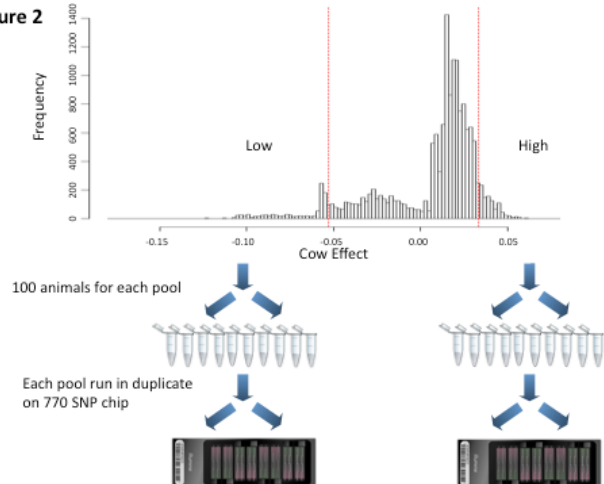 ure 2
1400
1200
1000
800
600
400
200
0
Frequency
Low
High
-0.15 -0.10 -0.05 0.00 0.05
Cow Effect
100 animals for each pool
Each pool run in duplicate
on 770 SNP chip